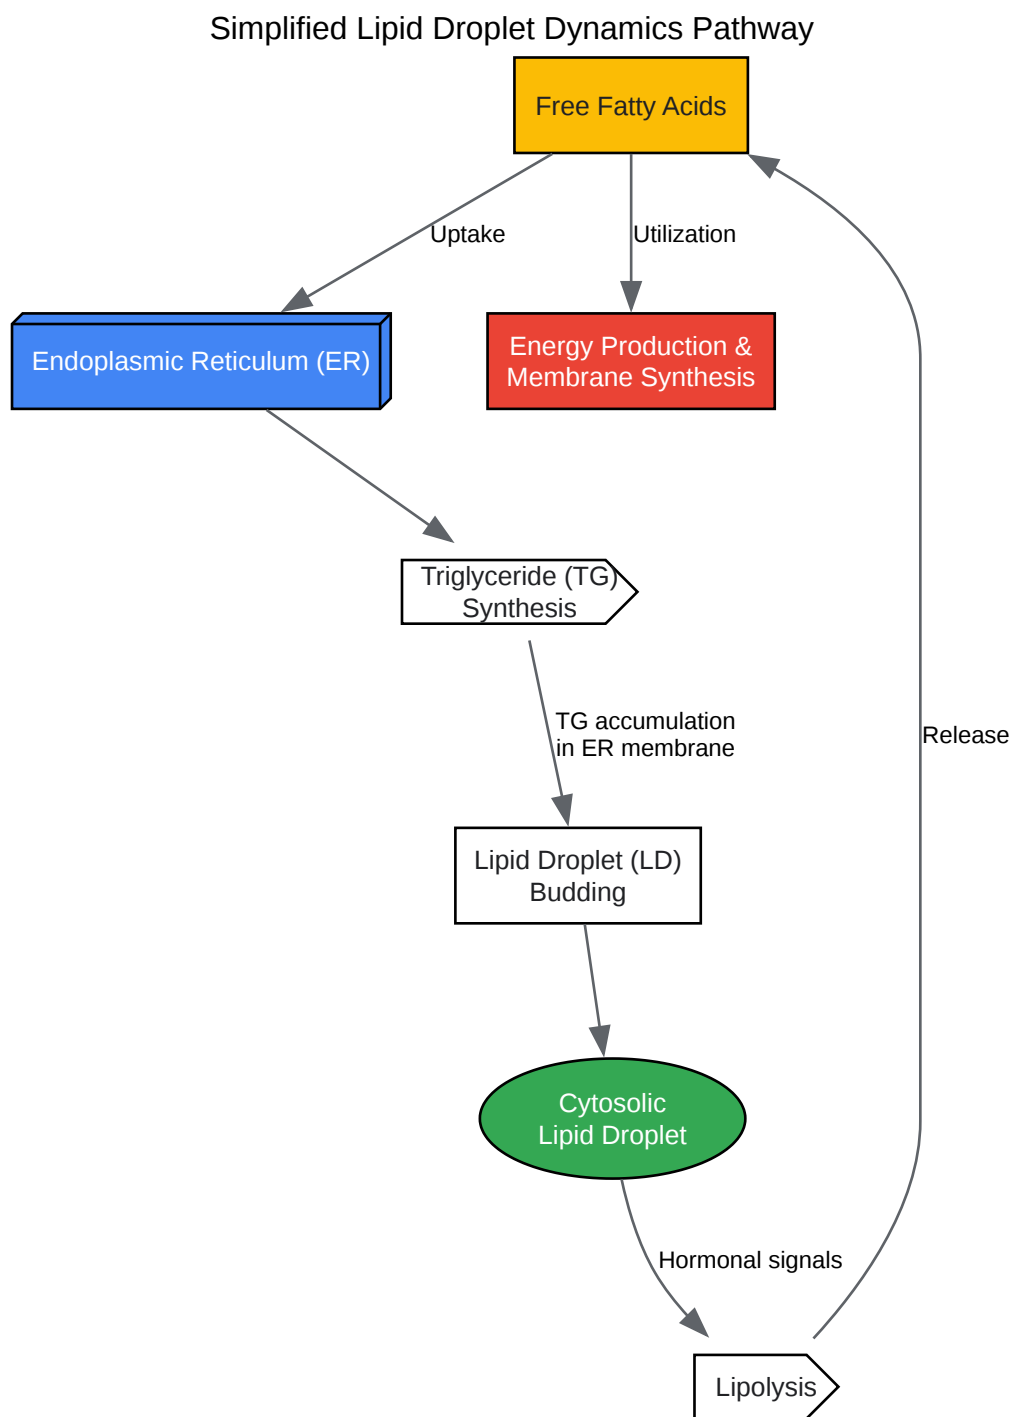 Simplified Lipid Droplet Dynamics Pathway
Free Fatty Acids
Uptake
Utilization
Endoplasmic Reticulum (ER)
Energy Production &
Membrane Synthesis
Triglyceride (TG)
Synthesis
TG accumulation
in ER membrane
Release
Lipid Droplet (LD)
Budding
Cytosolic
Lipid Droplet
Hormonal signals
Lipolysis